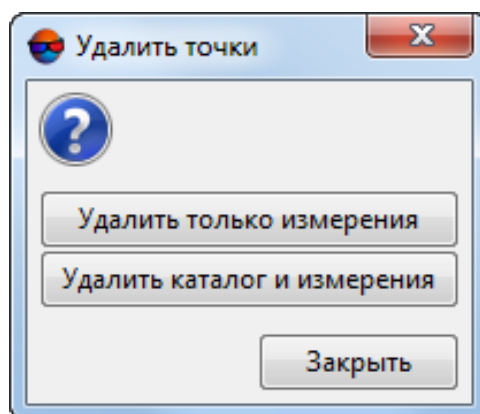 Удалить точки
Удалить только измерения
Удалить каталог и измерения
Закрыть